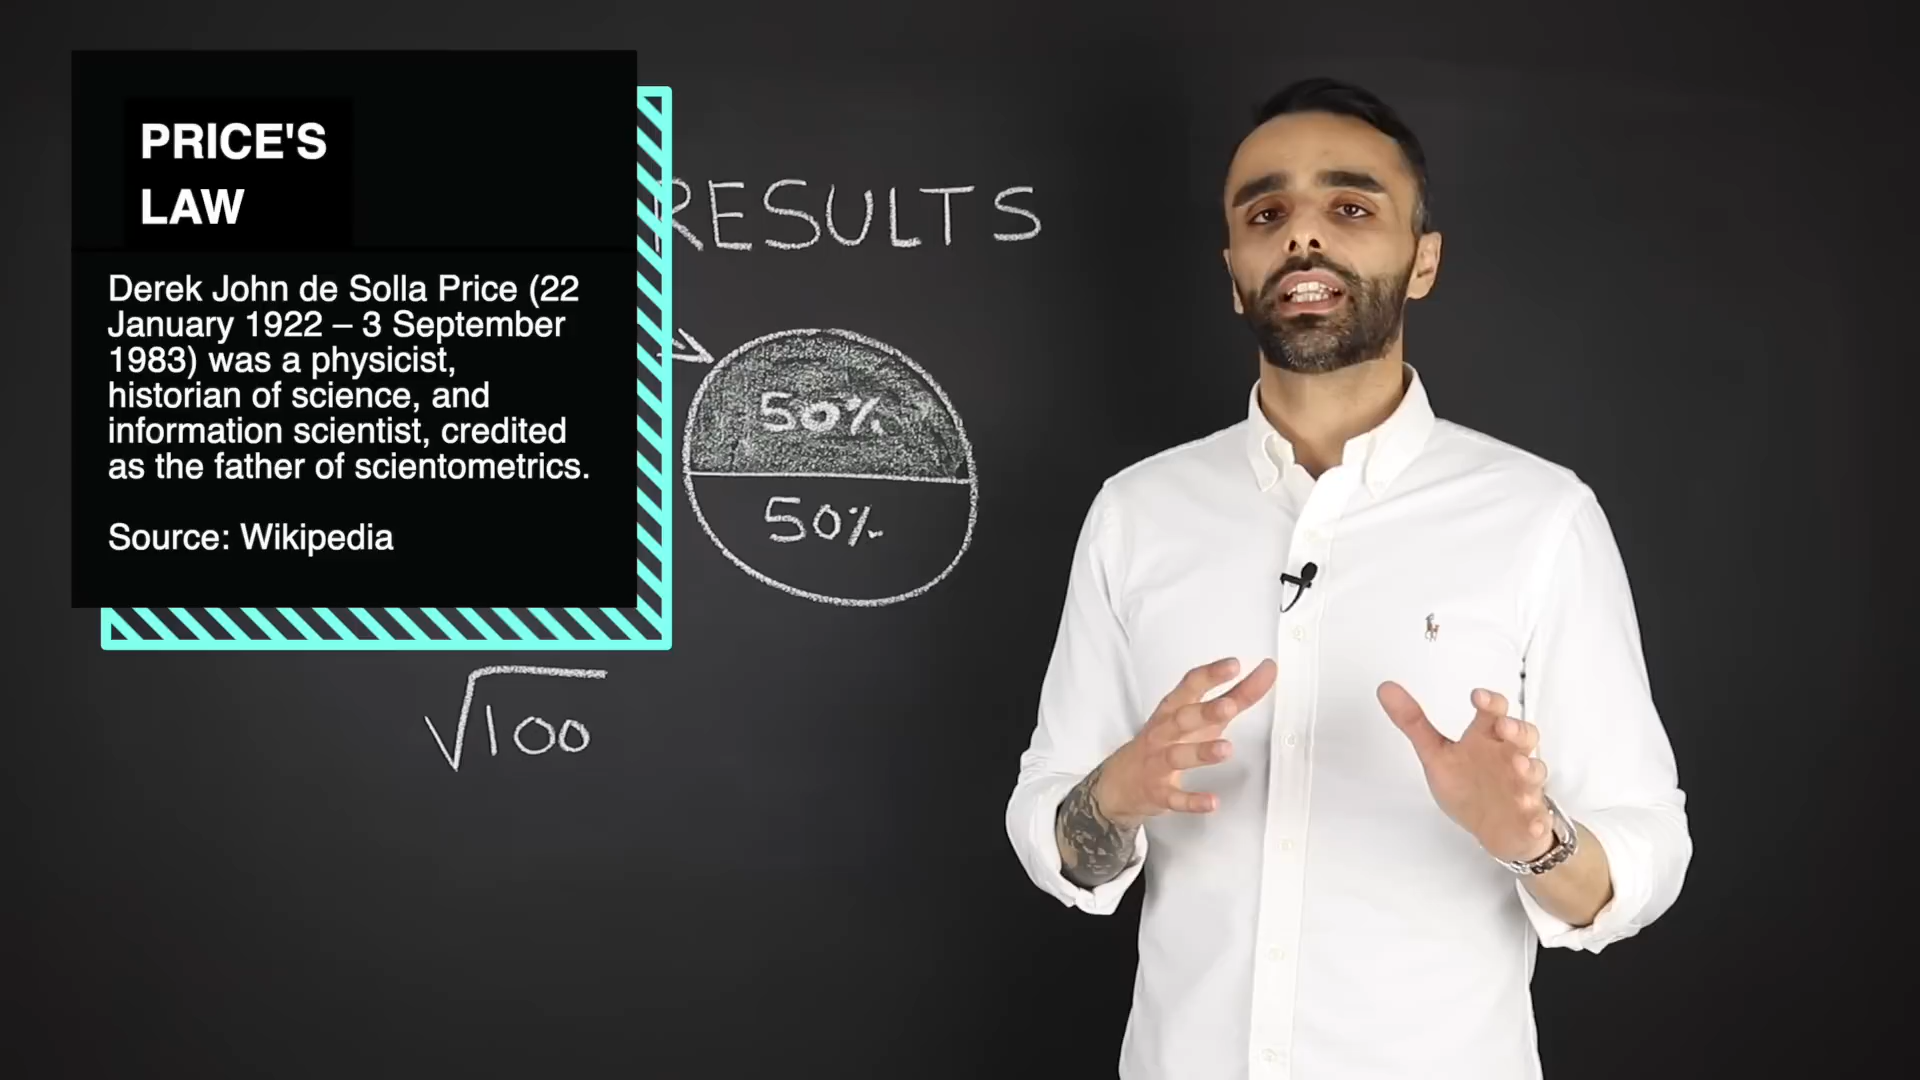 PRICE'S
LAW
Derek John de Solla Price (22
January 1922 – 3 September
1983) was a physicist,
historian of science, and
information scientist, credited
as the father of scientometrics.
Source: Wikipedia
RESULTS
50%
50%
√100